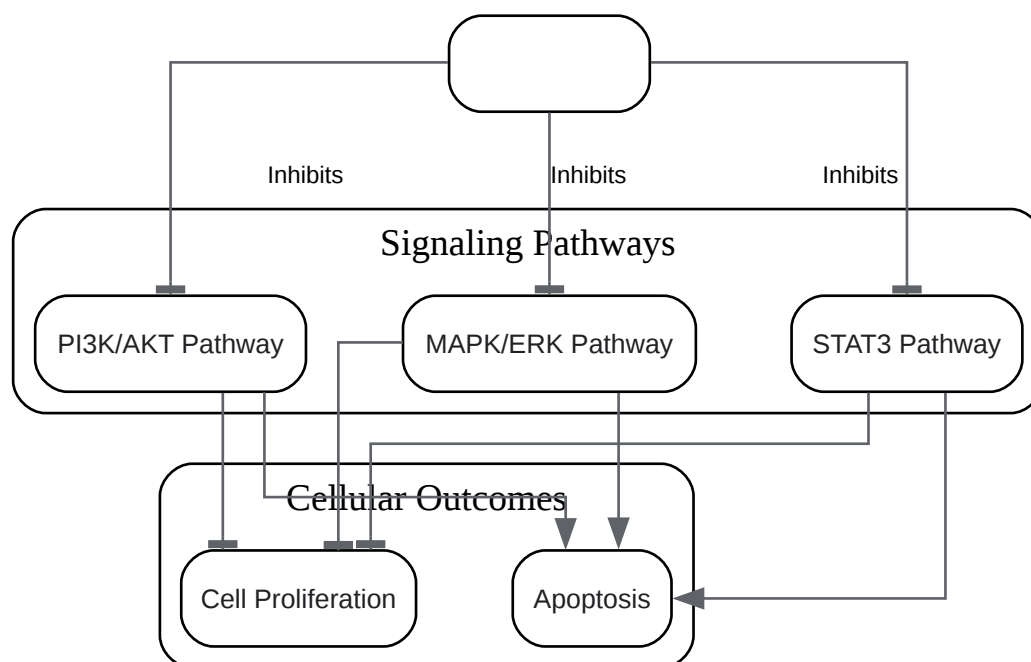 Inhibits
Inhibits
Inhibits
Signaling Pathways
PI3K/AKT Pathway
MAPK/ERK Pathway
STAT3 Pathway
Cellular Outcomes
Cell Proliferation
Apoptosis